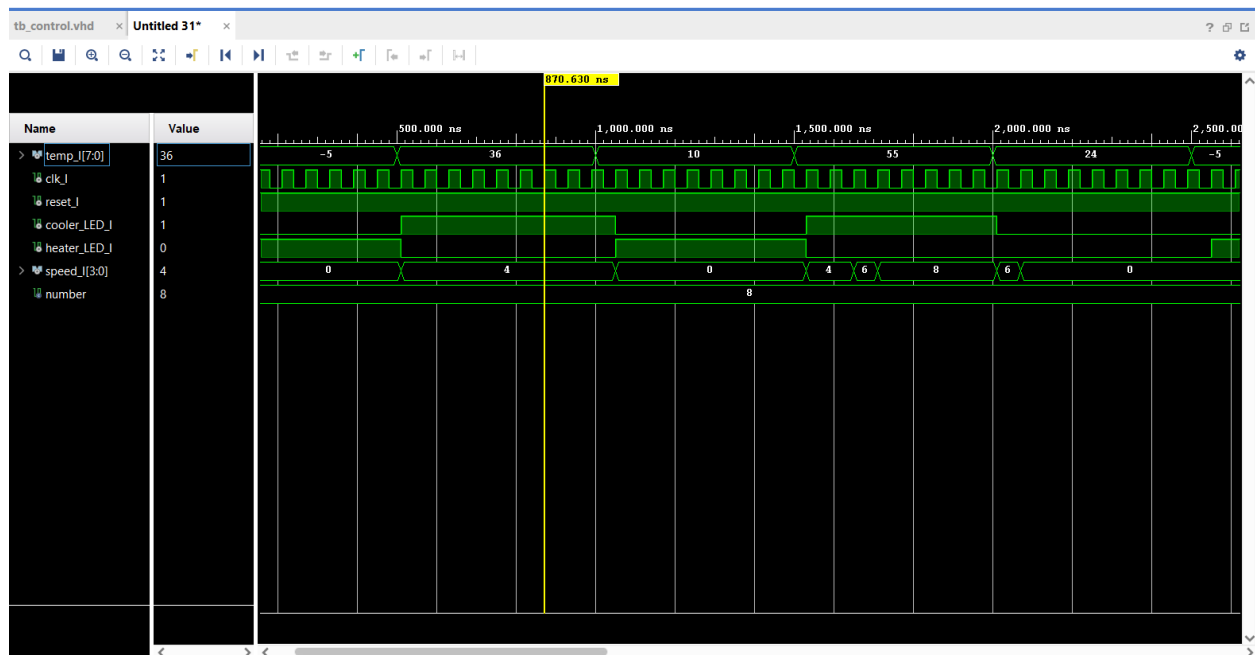 tb_control.vhd × Untitled 31* ×
870.630 ns
Name Value
500.000 ns 1,000.000 ns 1,500.000 ns 2,000.000 ns 2,500.00
temp_I[7:0] 36 -5 36 10 55 24 -5
clk_I 1
reset_I 1
cooler_LED_I 1
heater_LED_I 0
speed_I[3:0] 4 0 4 0 4 6 8 6 0
number 8 8